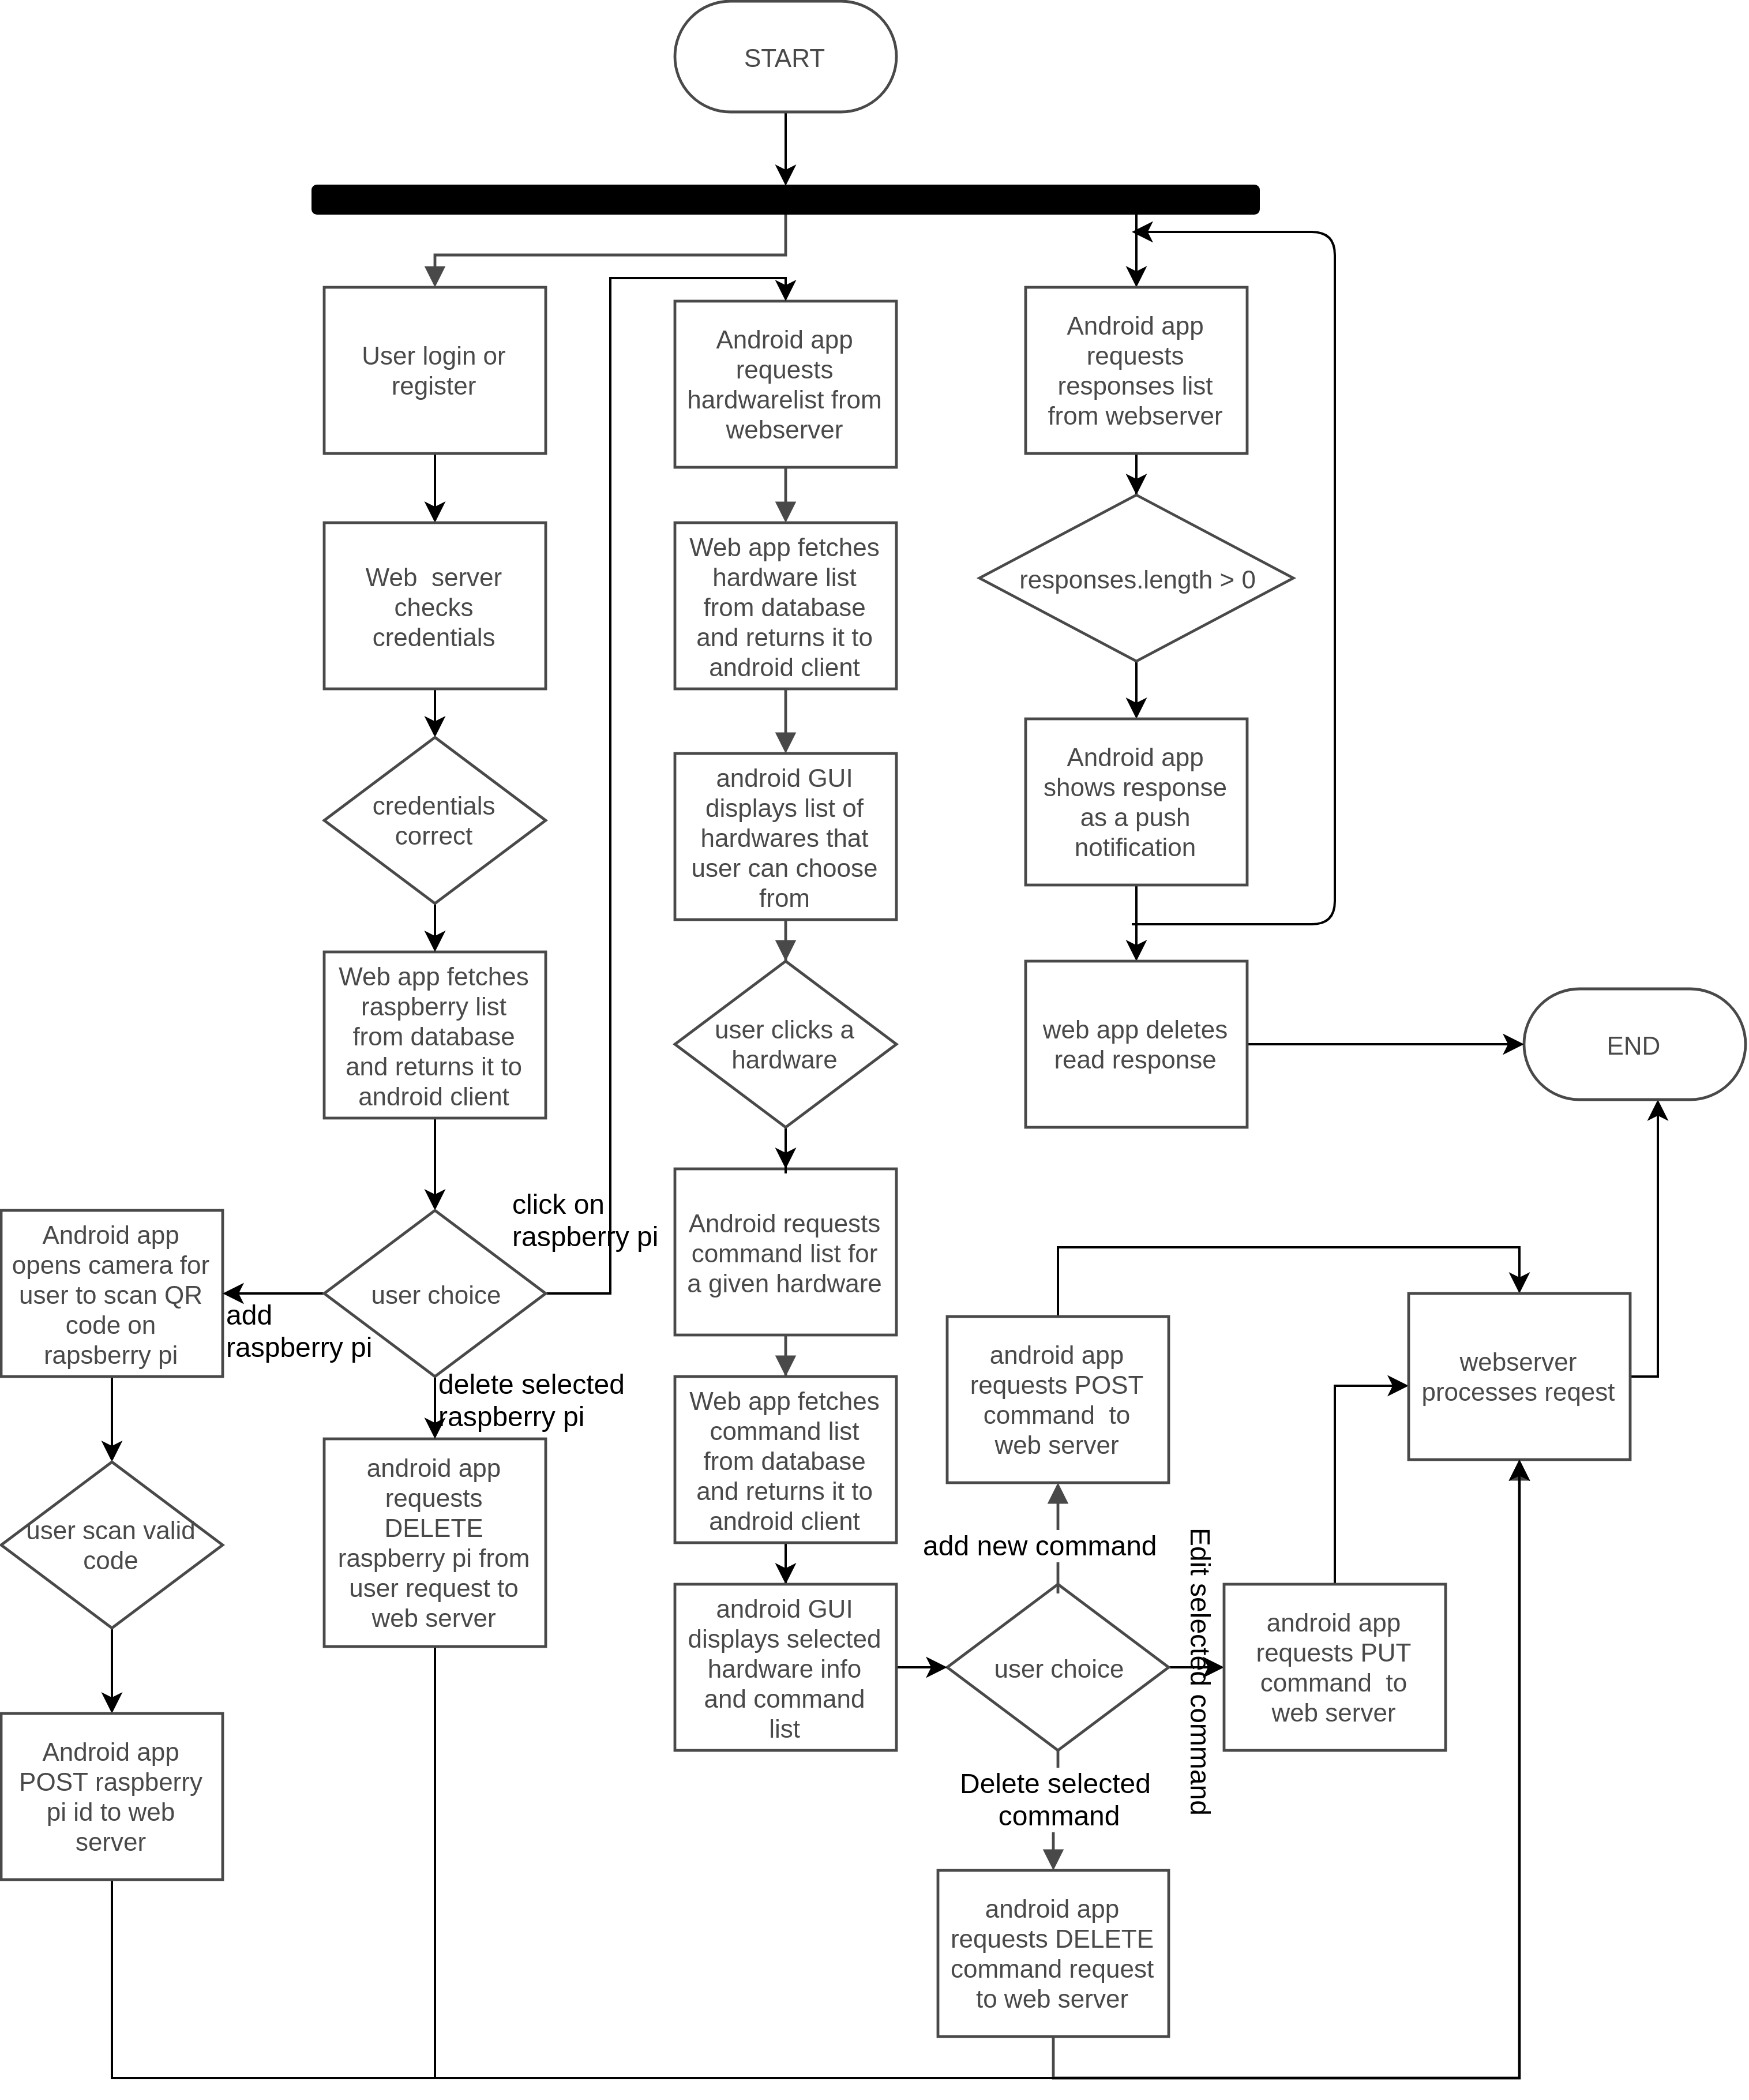 START
User login or
register
Android app
requests
hardwarelist from
webserver
Android app
requests
responses list
from webserver
Web  server
checks
credentials
Web app fetches
hardware list
from database
and returns it to
android client
responses.length > 0
credentials
correct
android GUI
displays list of
hardwares that
user can choose
from
Android app
shows response
as a push
notification
Web app fetches
raspberry list
from database
and returns it to
android client
user clicks a
hardware
web app deletes
read response
END
click on
raspberry pi
Android app
opens camera for
user to scan QR
code on
rapsberry pi
add
raspberry pi
user choice
delete selected
raspberry pi
Android requests
command list for
a given hardware
android app
requests POST
command  to
web server
webserver
processes reqest
Web app fetches
command list
from database
and returns it to
android client
user scan valid
code
android app
requests
DELETE
raspberry pi from
user request to
web server
add new command
Edit selected command
android GUI
displays selected
hardware info
and command
list
user choice
android app
requests PUT
command  to
web server
Android app
POST raspberry
pi id to web
server
Delete selected
command
android app
requests DELETE
command request
to web server